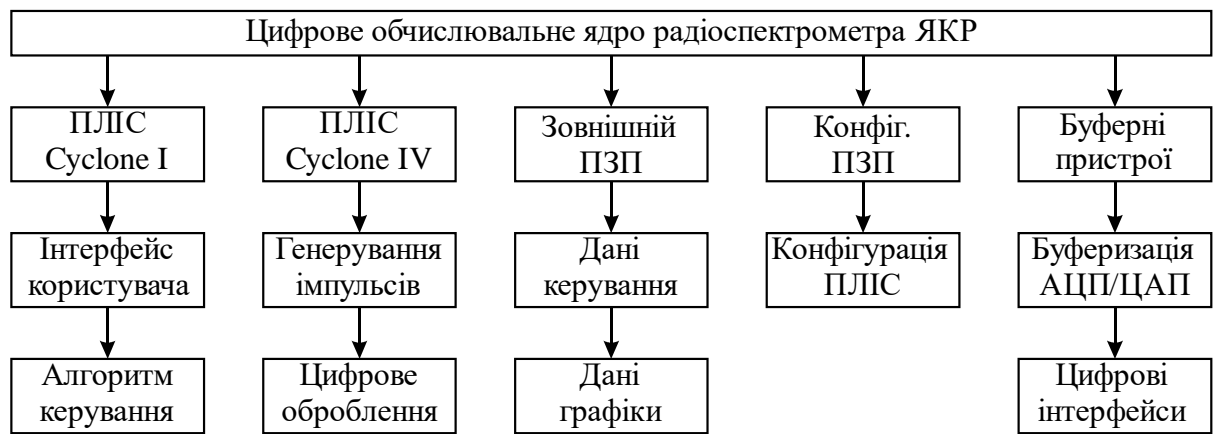 Цифрове обчислювальне ядро радіоспектрометра ЯКР
ПЛІС
Cyclone I
ПЛІС
Cyclone IV
Зовнішній
ПЗП
Конфіг.
ПЗП
Буферні
пристрої
Інтерфейс
користувача
Генерування
імпульсів
Дані
керування
Конфігурація
ПЛІС
Буферизація
АЦП/ЦАП
Алгоритм
керування
Цифрове
оброблення
Дані
графіки
Цифрові
інтерфейси